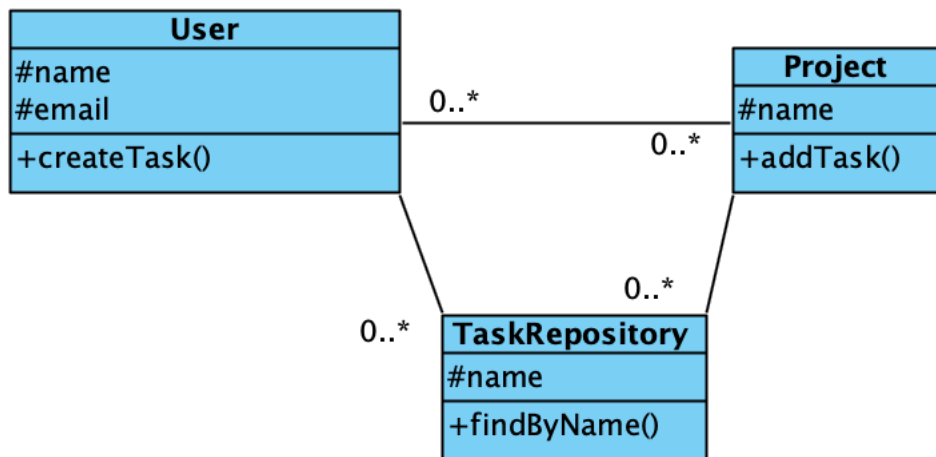 User
#name
#email
+createTask()
0..*
0..*
Project
#name
+addTask()
0..*
0..*
TaskRepository
#name
+findByName()